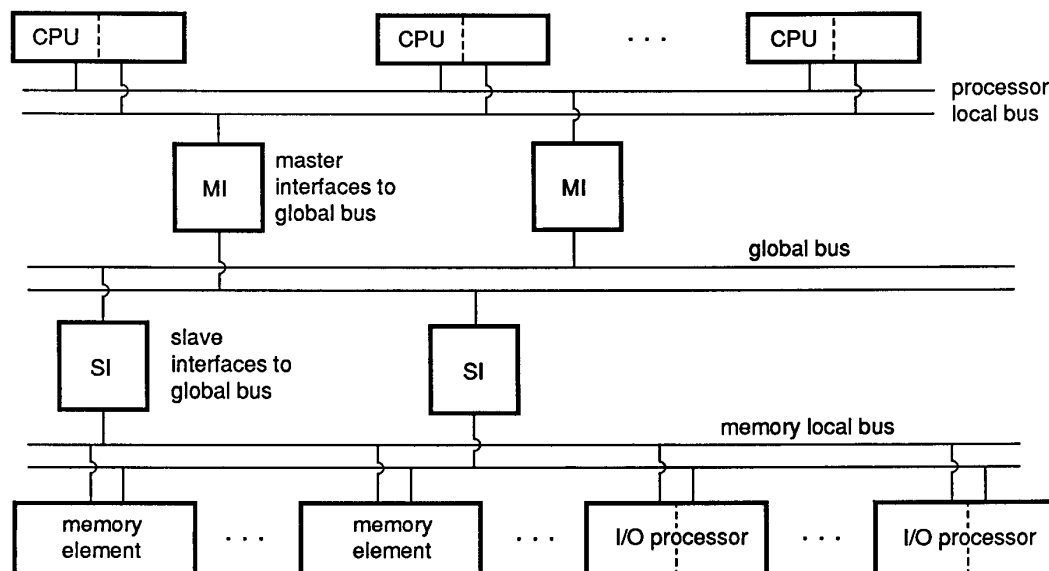 CPU
CPU
. . .
CPU
processor
local bus
MI
master
interfaces to
global bus
MI
global bus
SI
slave
interfaces to
global bus
SI
memory local bus
memory
element
. . .
memory
element
. . .
I/O processor
. . .
I/O processor